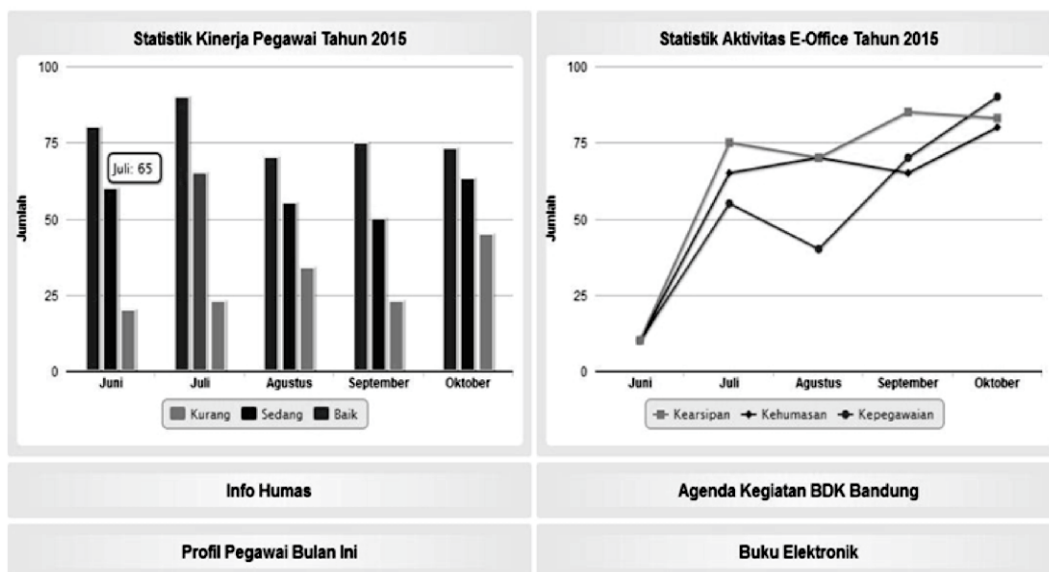 Statistik Kinerja Pegawai Tahun 2015
100
75
50
25
0
Jumlah
Juli: 65
Juni Juli Agustus September Oktober
Kurang Sedang Baik
Statistik Aktivitas E-Office Tahun 2015
100
75
50
25
0
Jumlah
Juni Juli Agustus September Oktober
Kearsipan Kehumasan Kepegawaian
Info Humas
Agenda Kegiatan BDK Bandung
Profil Pegawai Bulan Ini
Buku Elektronik